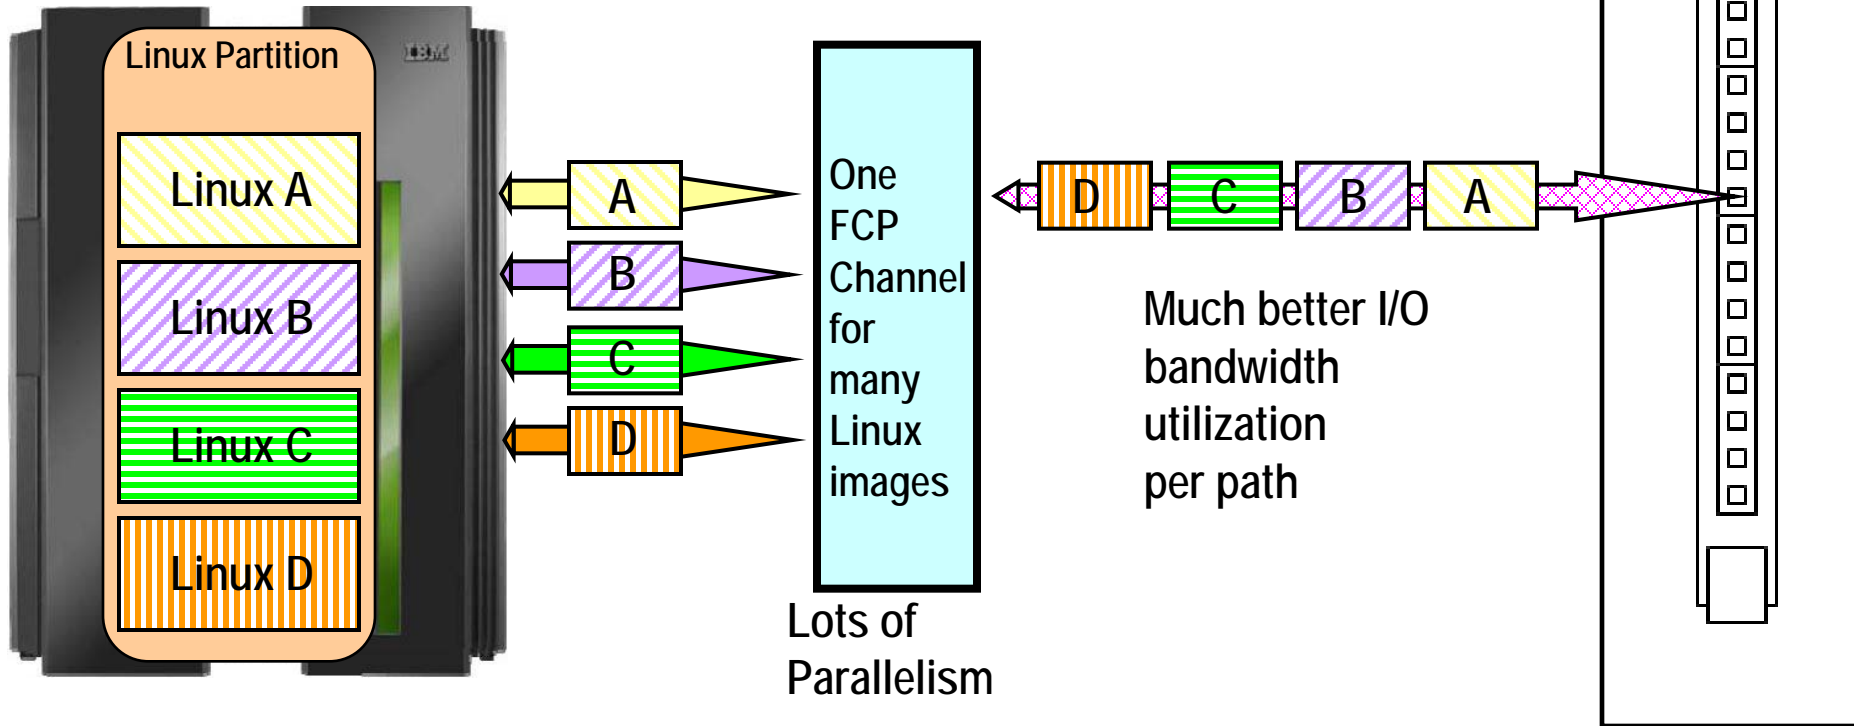 Linux Partition
IBM
Linux A
Linux B
Linux C
Linux D
A
B
C
D
One
FCP
Channel
for
many
Linux
images
Lots of
Parallelism
D C B A
Much better I/O
bandwidth
utilization
per path